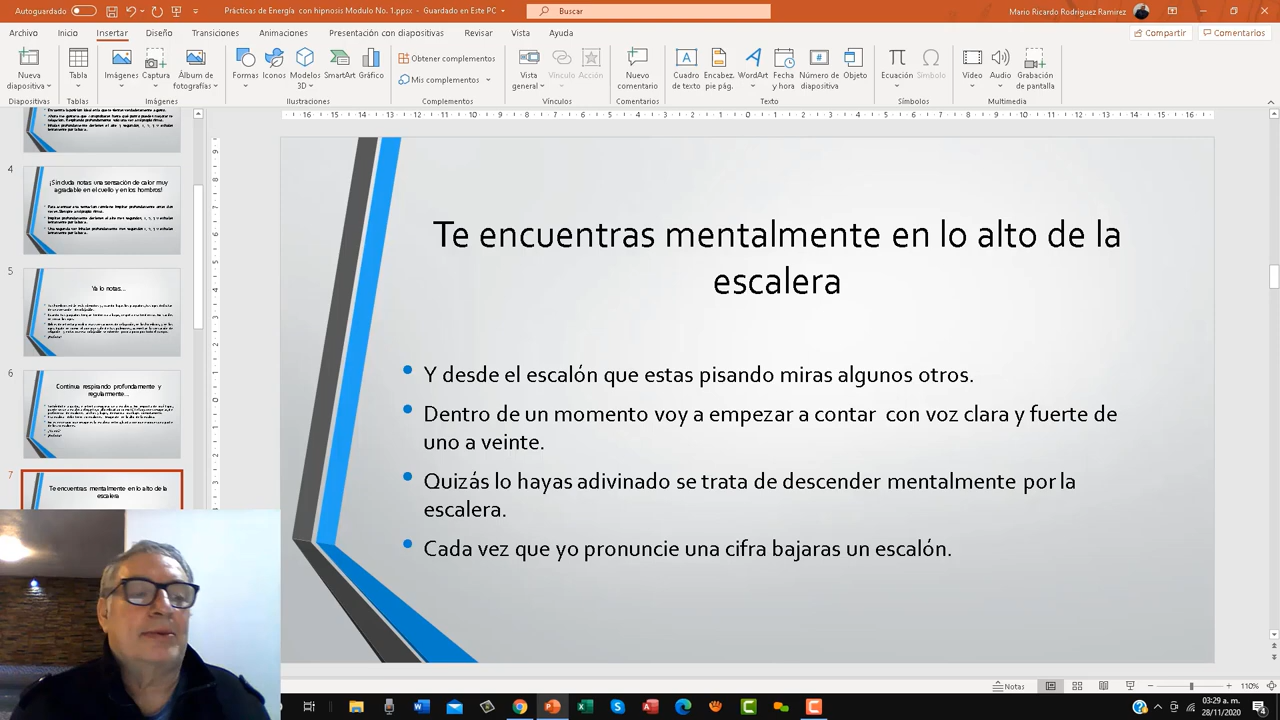 Autoguardado
Prácticas de Energía con hipnosis Modulo No. 1.ppsx - Guardado en Este PC
Buscar
Mario Ricardo Rodriguez Ramirez
Archivo Inicio Insertar Diseño Transiciones Animaciones Presentación con diapositivas Revisar Vista Ayuda
Compartir Comentarios
Nueva diapositiva
Tabla
Imágenes
Captura
Álbum de fotografías
Formas
Iconos
Modelos 3D
SmartArt
Gráfico
Obtener complementos
Mis complementos
Vista general
Vínculo
Acción
Nuevo comentario
Cuadro de texto
Encabez. pie pág.
WordArt
Fecha y hora
Número de diapositiva
Objeto
Ecuación
Símbolo
Vídeo
Audio
Grabación de pantalla
Diapositivas Tablas Imágenes Ilustraciones Complementos Vínculos Comentarios Texto Símbolos Multimedia
4
¡Sin duda notas una sensación de calor muy
agradable en el cuello y en los hombros!
5
Ya lo notas...
6
Continua respirando profundamente y
regularmente...
7
Te encuentras mentalmente en lo alto de la
escalera
Te encuentras mentalmente en lo alto de la
escalera
Y desde el escalón que estas pisando miras algunos otros.
Dentro de un momento voy a empezar a contar con voz clara y fuerte de
uno a veinte.
Quizás lo hayas adivinado se trata de descender mentalmente por la
escalera.
Cada vez que yo pronuncie una cifra bajaras un escalón.
Notas
110%
03:29 a. m.
28/11/2020